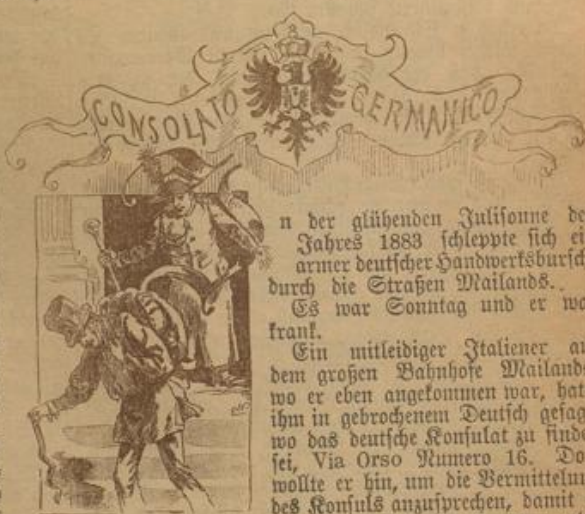 CONSOLATO GERMANICO
n der glühenden Julisonne de
Jahres 1883 schleppte sich ei
armer deutscher Handwerksbursch
durch die Straßen Mailands.
Es war Sonntag und er wa
krank.
Ein mitleidiger Italiener au
dem großen Bahnhofe Mailands
wo er eben angekommen war, hat
ihm in gebrochenem Deutsch gesag
wo das deutsche Konsulat zu finde
sei, Via Orso Numero 16. Do
wollte er hin, um die Vermittelun
des Konsuls anzusprechen, damit